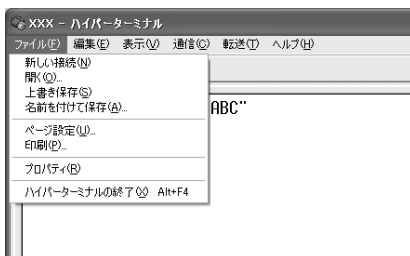 XXX - ハイパーターミナル
ファイル(F) 編集(E) 表示(V) 通信(C) 転送(T) ヘルプ(H)
新しい接続(N)
開く(O)...
上書き保存(S)
名前を付けて保存(A)...
ABC"
ページ設定(U)...
印刷(P)...
プロパティ(R)
ハイパーターミナルの終了(X) Alt+F4